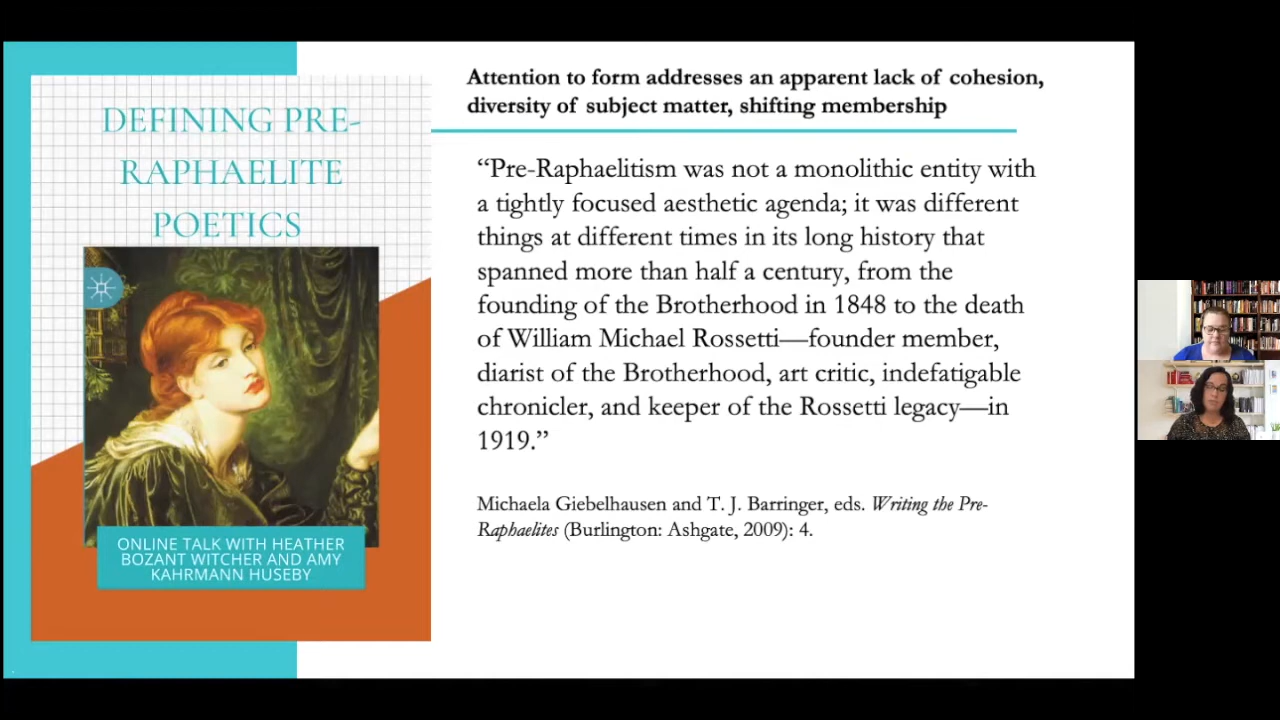 DEFINING PRE-
RAPHAELITE
POETICS
ONLINE TALK WITH HEATHER
BOZANT WITCHER AND AMY
KAHRMANN HUSEBY
Attention to form addresses an apparent lack of cohesion,
diversity of subject matter, shifting membership
“Pre-Raphaelitism was not a monolithic entity with
a tightly focused aesthetic agenda; it was different
things at different times in its long history that
spanned more than half a century, from the
founding of the Brotherhood in 1848 to the death
of William Michael Rossetti—founder member,
diarist of the Brotherhood, art critic, indefatigable
chronicler, and keeper of the Rossetti legacy—in
1919.”
Michaela Giebelhausen and T. J. Barringer, eds. Writing the Pre-
Raphaelites (Burlington: Ashgate, 2009): 4.